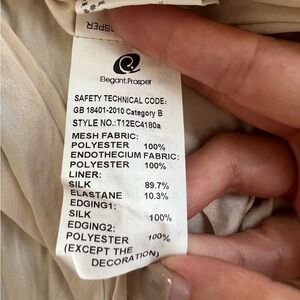 Elegant.Prosper
SAFETY TECHNICAL CODE:
GB 18401-2010 Category B
STYLE NO.:T12EC4180a
MESH FABRIC:
POLYESTER 100%
ENDOTHECIUM FABRIC:
POLYESTER 100%
LINER:
SILK 89.7%
ELASTANE 10.3%
EDGING1:
SILK 100%
EDGING2:
POLYESTER 100%
(EXCEPT THE
DECORATION)